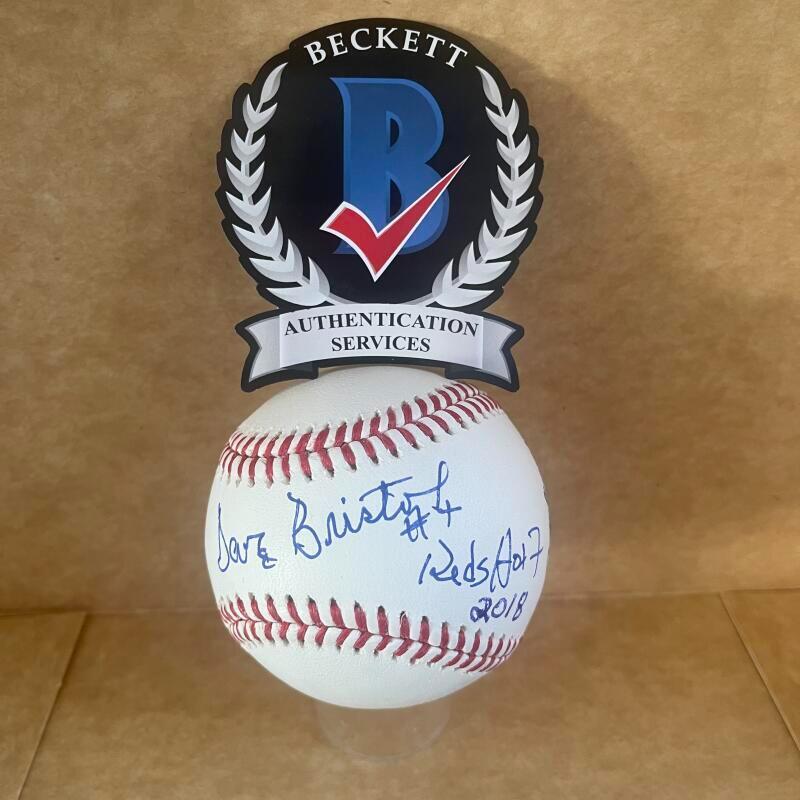 BECKETT
B
AUTHENTICATION
SERVICES
Dave Bristol
#4
Reds HoF
2018